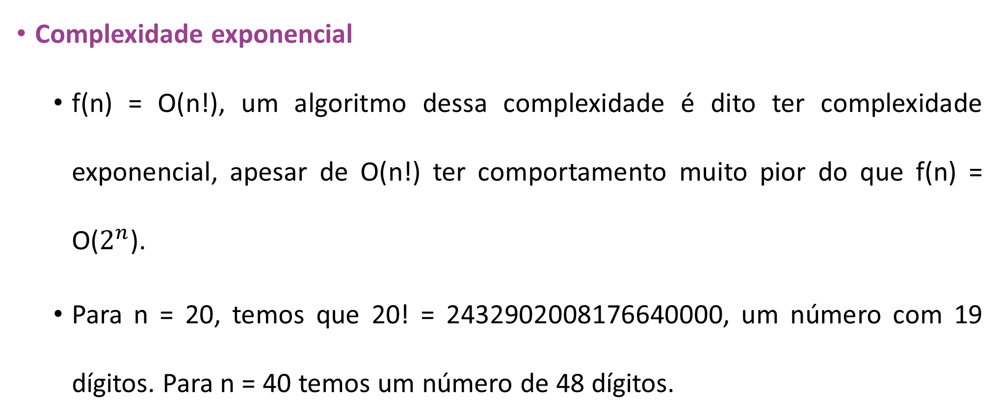 • Complexidade exponencial
• f(n) = O(n!), um algoritmo dessa complexidade é dito ter complexidade
exponencial, apesar de O(n!) ter comportamento muito pior do que f(n) =
O(2ⁿ).
• Para n = 20, temos que 20! = 2432902008176640000, um número com 19
dígitos. Para n = 40 temos um número de 48 dígitos.